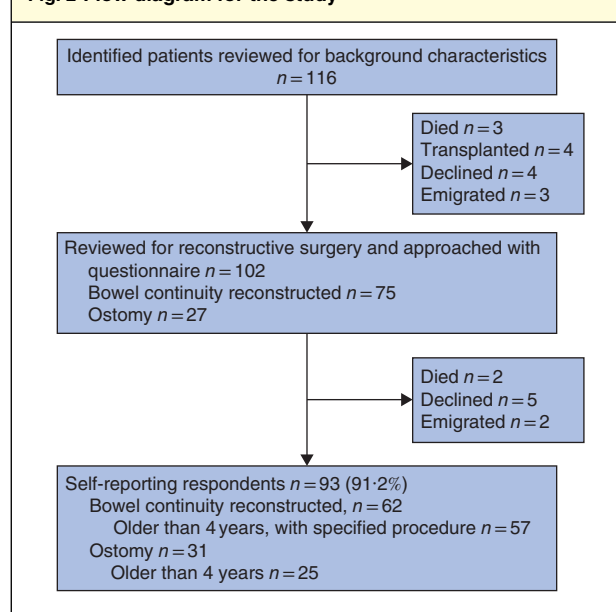 Fig. 2 Flow diagram for the study
Identified patients reviewed for background characteristics
n = 116
Died n = 3
Transplanted n = 4
Declined n = 4
Emigrated n = 3
Reviewed for reconstructive surgery and approached with
questionnaire n = 102
Bowel continuity reconstructed n = 75
Ostomy n = 27
Died n = 2
Declined n = 5
Emigrated n = 2
Self-reporting respondents n = 93 (91·2%)
Bowel continuity reconstructed, n = 62
Older than 4 years, with specified procedure n = 57
Ostomy n = 31
Older than 4 years n = 25